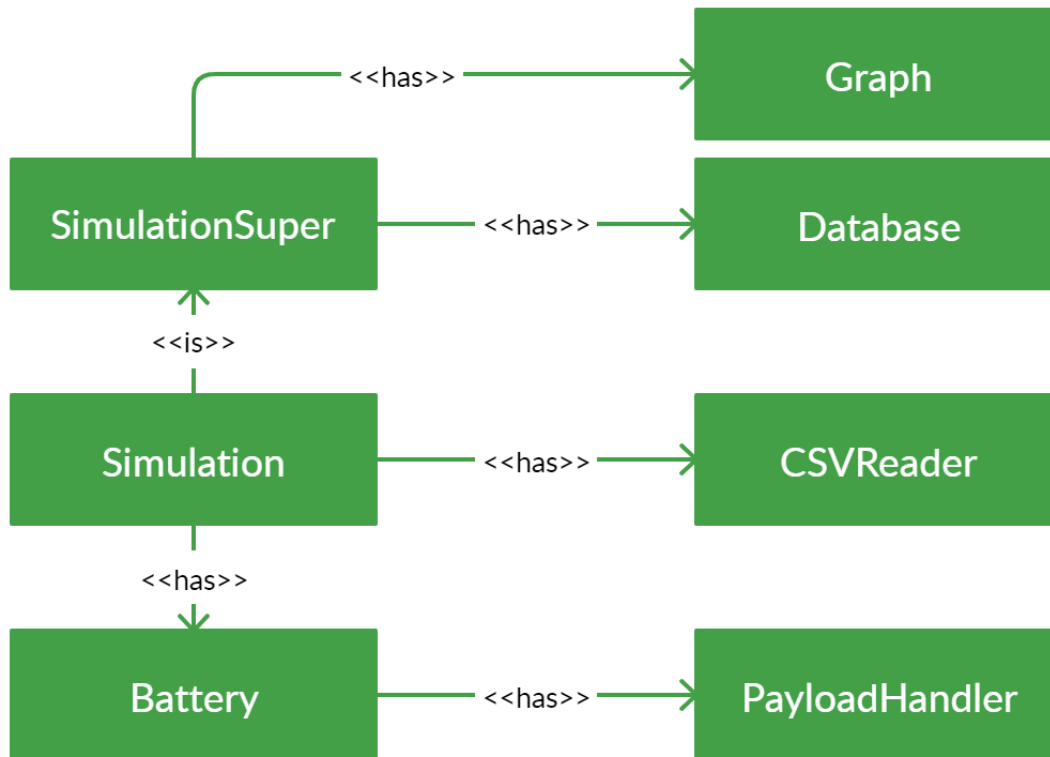 <<has>>
Graph
SimulationSuper
<<has>>
Database
<<is>>
Simulation
<<has>>
CSVReader
<<has>>
Battery
<<has>>
PayloadHandler